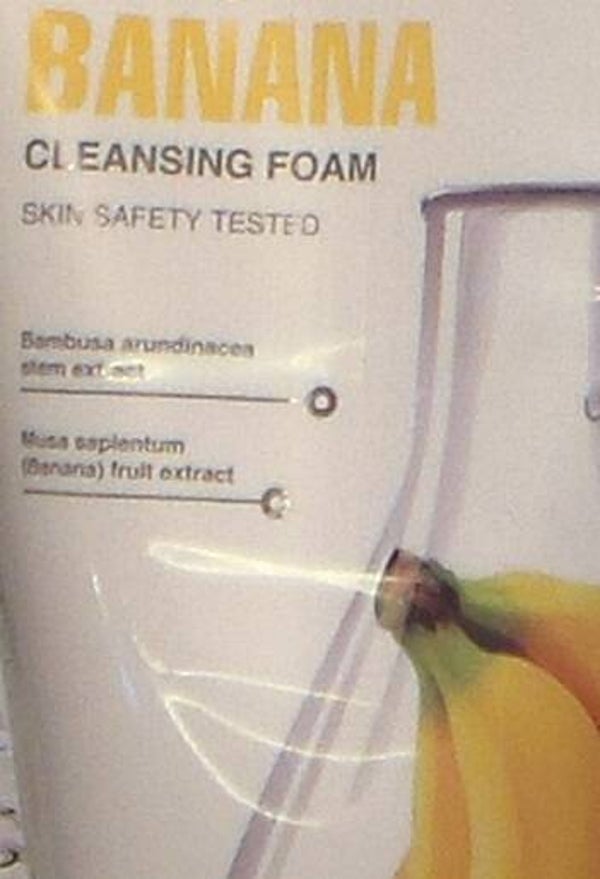 BANANA
CLEANSING FOAM
SKIN SAFETY TESTED
Bambusa arundinacea
stem extract
Musa sapientum
(Banana) fruit extract